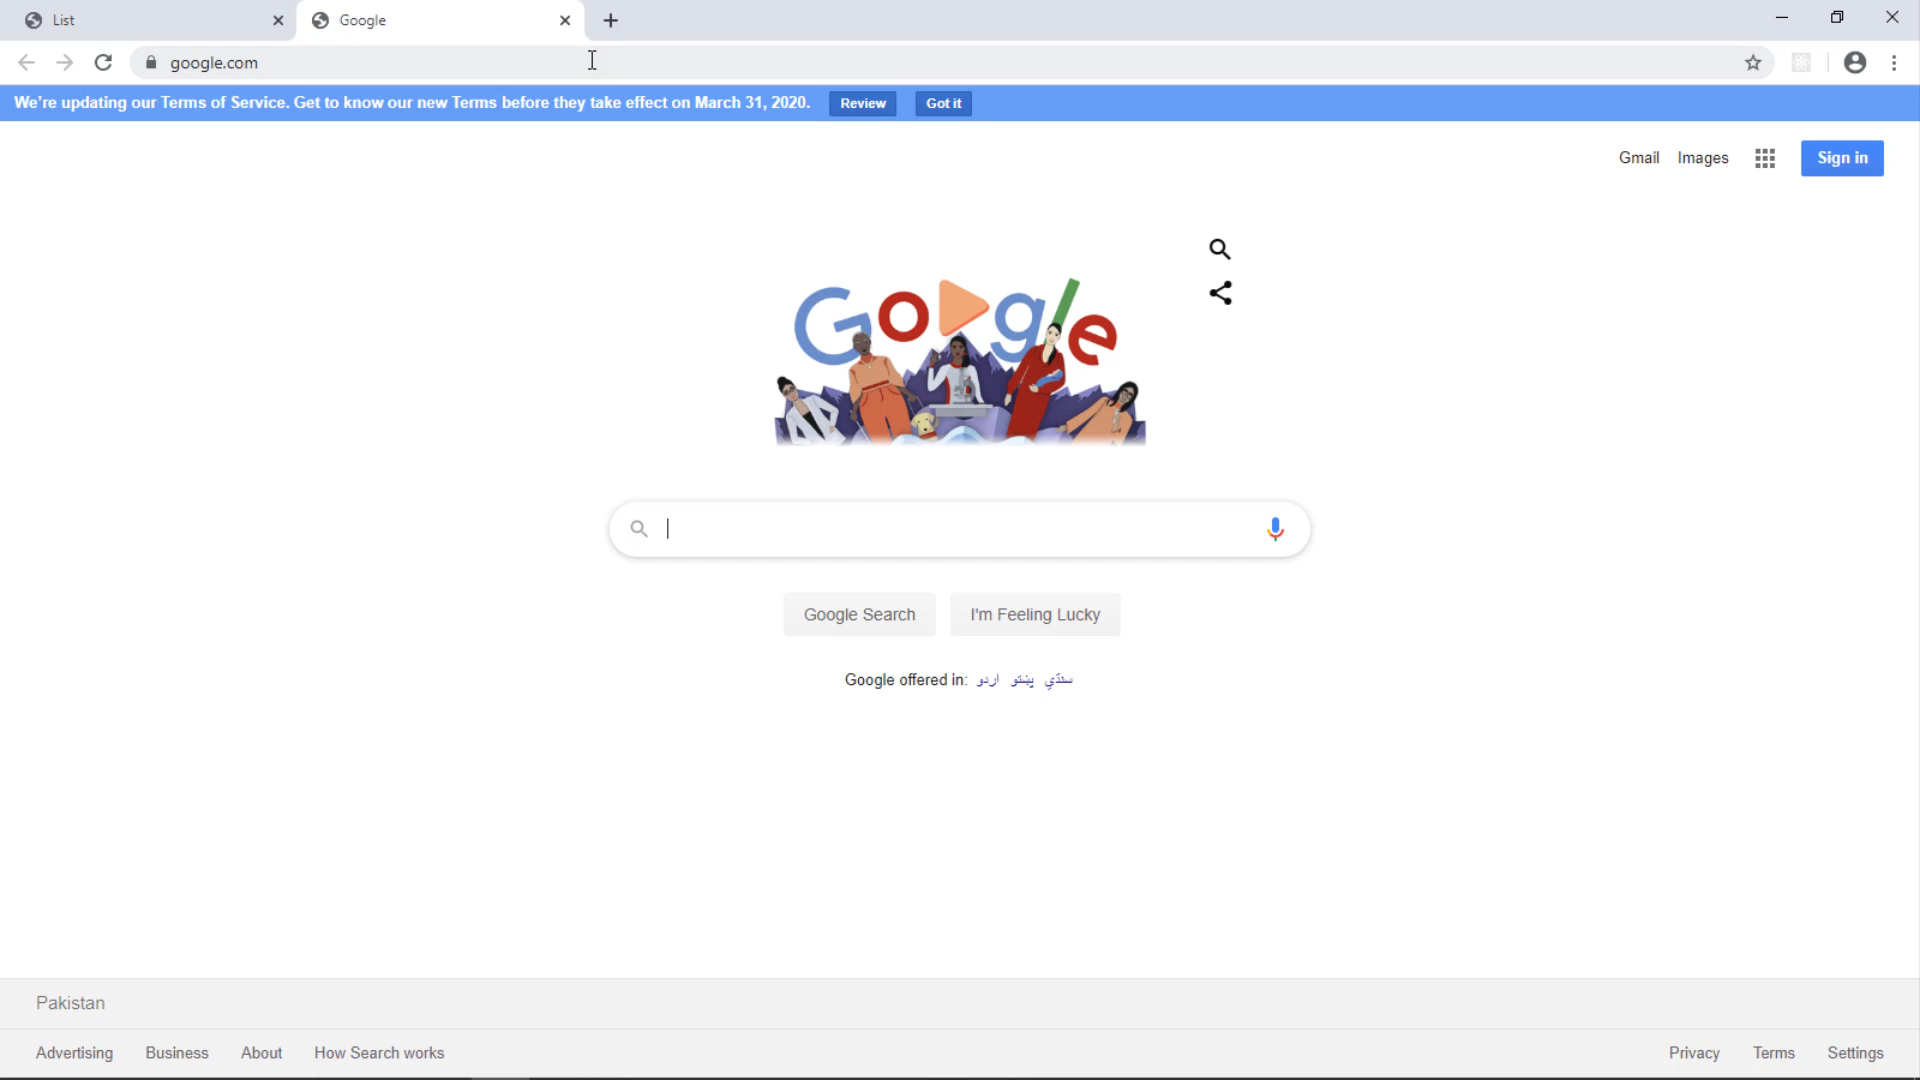 List
Google
google.com
We're updating our Terms of Service. Get to know our new Terms before they take effect on March 31, 2020. Review Got it
Gmail Images Sign in
Google
Google Search I'm Feeling Lucky
Google offered in: اردو پښتو سنڌي
Pakistan
Advertising Business About How Search works Privacy Terms Settings